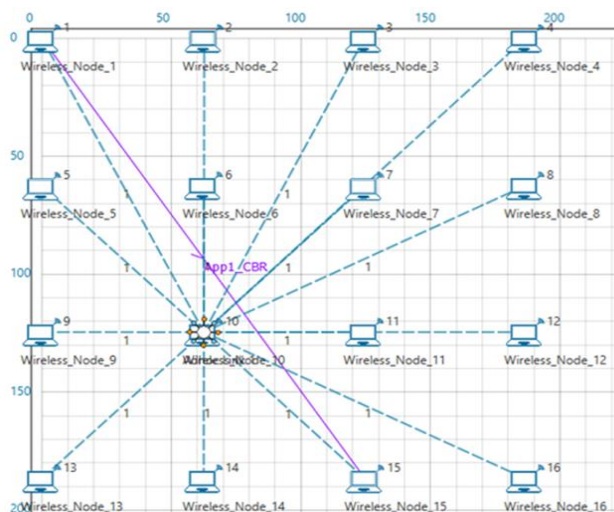 0 50 100 150 200
0
1 2 3 4
Wireless_Node_1 Wireless_Node_2 Wireless_Node_3 Wireless_Node_4
50
5 6 7 8
1 1
Wireless_Node_5 Wireless_Node_6 Wireless_Node_7 Wireless_Node_8
100
App1_CBR
1 1 1
9 10 11 12
1 1
Wireless_Node_9 Wireless_Node_11 Wireless_Node_12
150
1 1 1 1
13 14 15 16
Wireless_Node_13 Wireless_Node_14 Wireless_Node_15 Wireless_Node_16